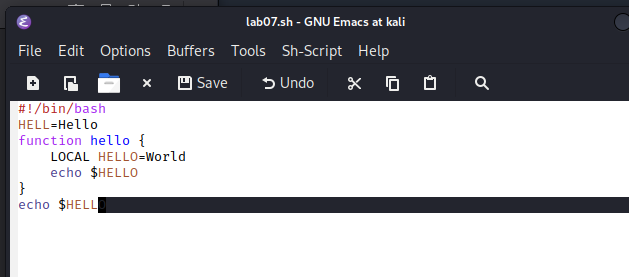 lab07.sh - GNU Emacs at kali
File Edit Options Buffers Tools Sh-Script Help
Save Undo
#!/bin/bash
HELL=Hello
function hello {
    LOCAL HELLO=World
    echo $HELLO
}
echo $HELLO